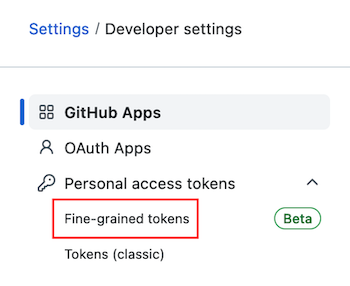 Settings / Developer settings
GitHub Apps
OAuth Apps
Personal access tokens
Fine-grained tokens Beta
Tokens (classic)